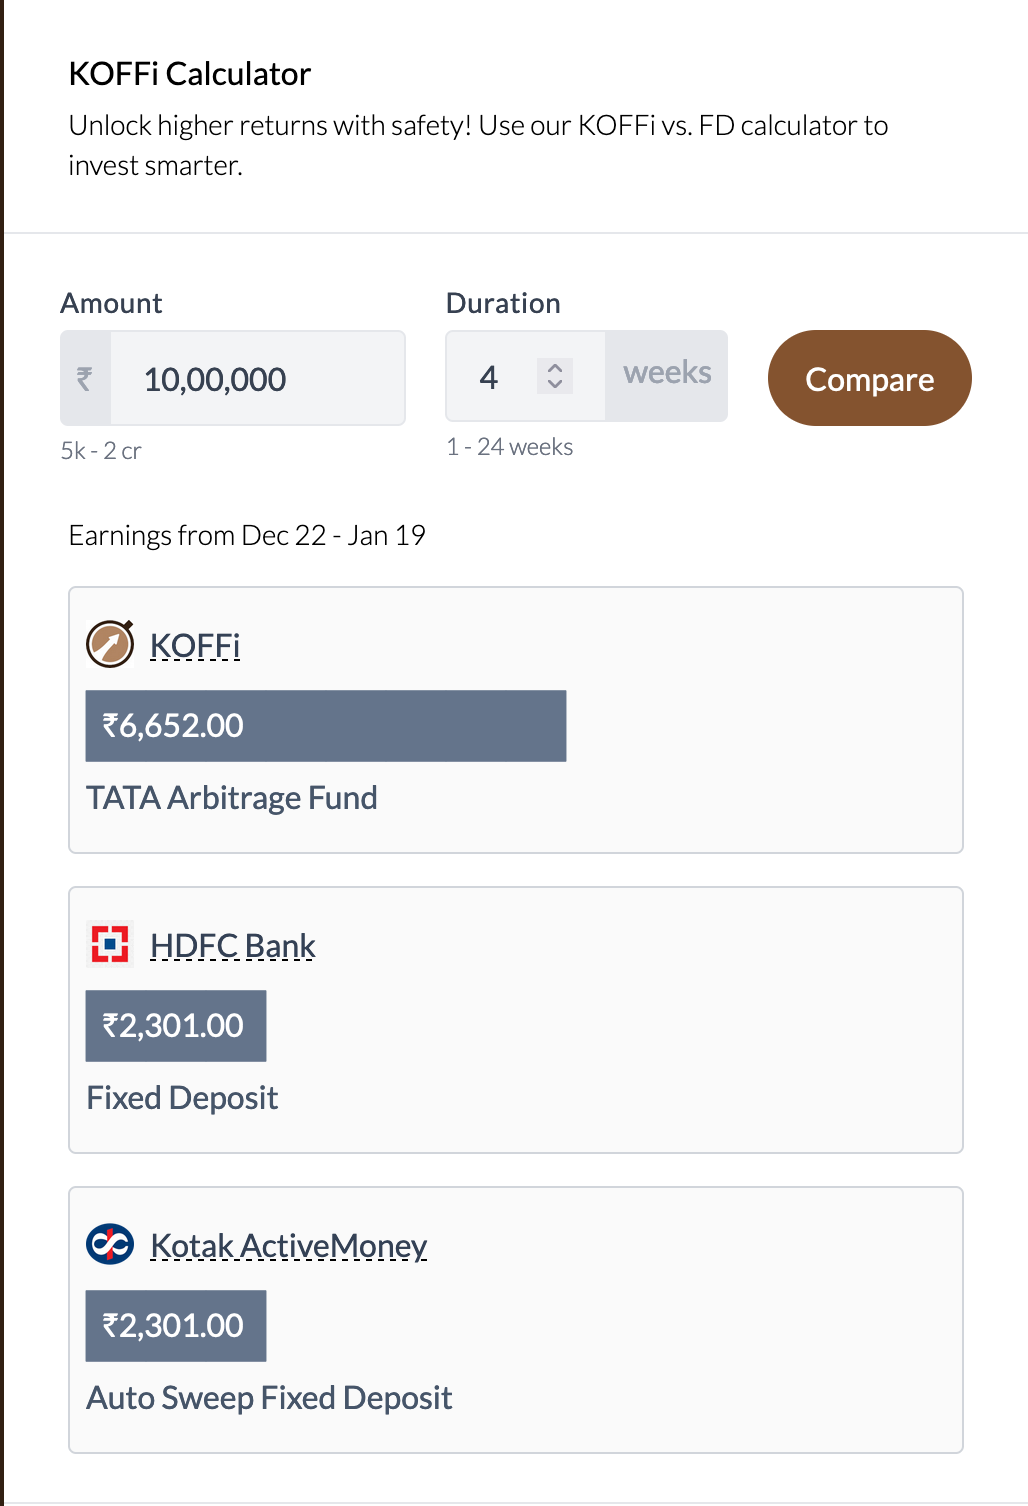 KOFFi Calculator
Unlock higher returns with safety! Use our KOFFi vs. FD calculator to
invest smarter.
Amount
Duration
₹ 10,00,000
4 weeks
Compare
5k - 2 cr
1 - 24 weeks
Earnings from Dec 22 - Jan 19
KOFFi
₹6,652.00
TATA Arbitrage Fund
HDFC Bank
₹2,301.00
Fixed Deposit
Kotak ActiveMoney
₹2,301.00
Auto Sweep Fixed Deposit